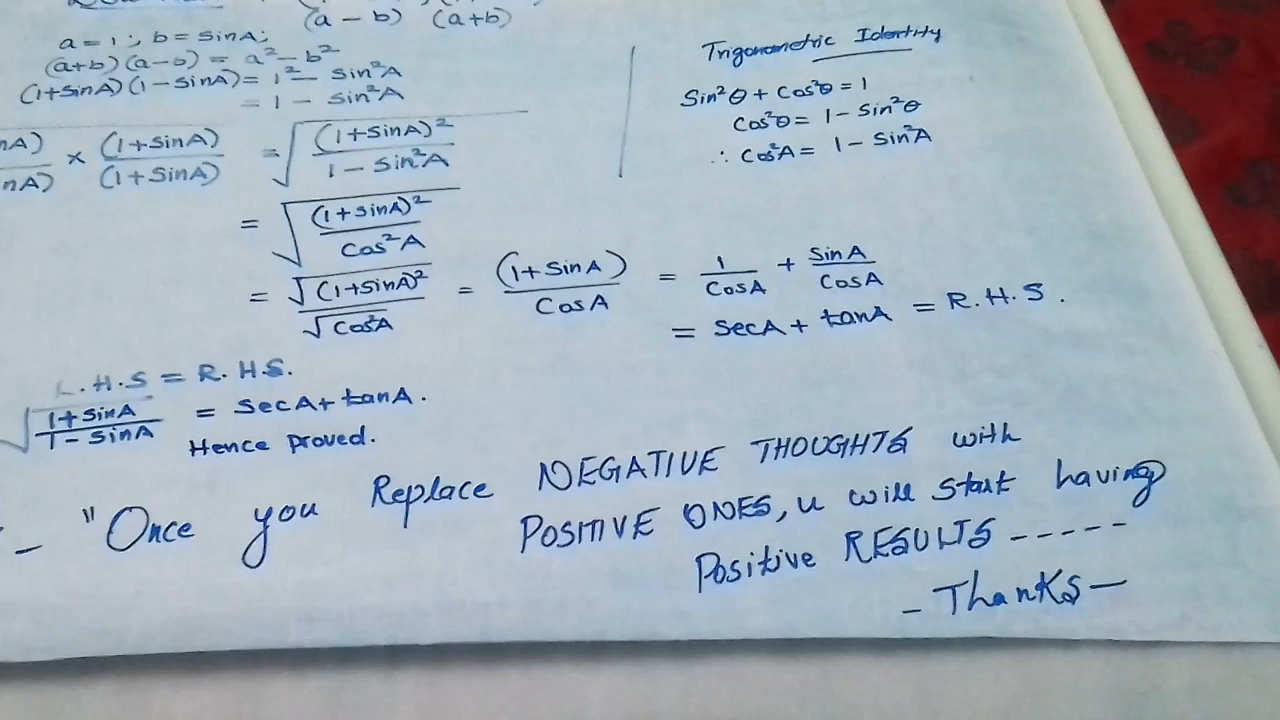 (a - b) (a+b)
a = 1 ; b = sinA;
(a+b) (a-b) = a² - b²
(1+sinA) (1-sinA) = 1² - sin²A
= 1 - sin²A
nA) / nA) × (1+sinA) / (1+sinA) = √((1+sinA)² / 1 - sin²A)
= √((1+sinA)² / Cos²A)
= √(1+sinA)² / √Cos²A = (1+sinA) / CosA = 1 / CosA + SinA / CosA
= SecA + tanA = R.H.S.
Trigonometric Identity
Sin²θ + Cos²θ = 1
Cos²θ = 1 - Sin²θ
∴ Cos²A = 1 - Sin²A
L.H.S = R.H.S.
√(1+SinA / 1-SinA) = SecA + tanA.
Hence proved.
- "Once you Replace NEGATIVE THOUGHTS with
POSITIVE ONES, u will start having
Positive RESULTS -----
- Thanks -